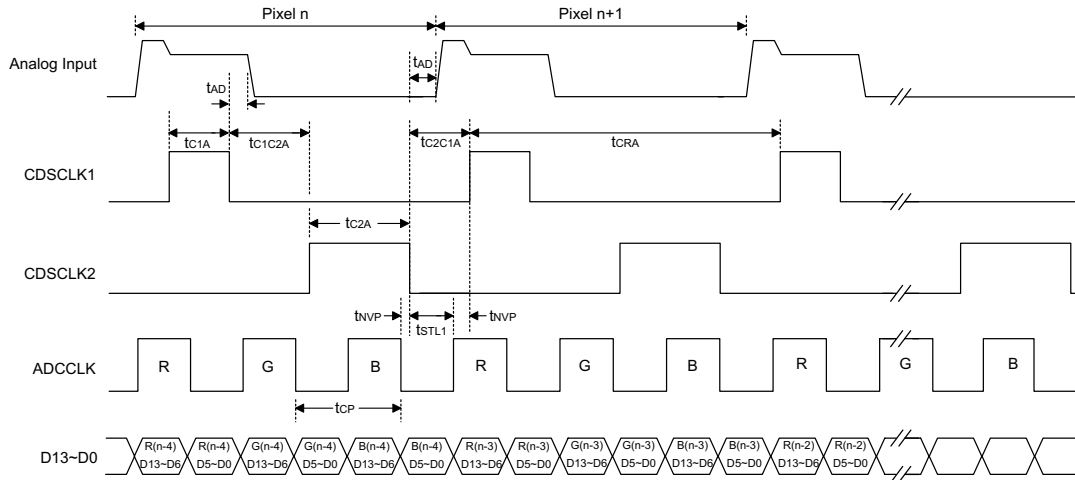 Pixel n Pixel n+1
Analog Input
tAD
tAD
tC1A tC1C2A tC2C1A tCRA
CDSCLK1
tC2A
CDSCLK2
tNVP tSTL1 tNVP
ADCCLK R G B R G B R G B
tCP
D13~D0
R(n-4) R(n-4) G(n-4) G(n-4) B(n-4) B(n-4) R(n-3) R(n-3) G(n-3) G(n-3) B(n-3) B(n-3) R(n-2) R(n-2)
D13~D6 D5~D0 D13~D6 D5~D0 D13~D6 D5~D0 D13~D6 D5~D0 D13~D6 D5~D0 D13~D6 D5~D0 D13~D6 D5~D0